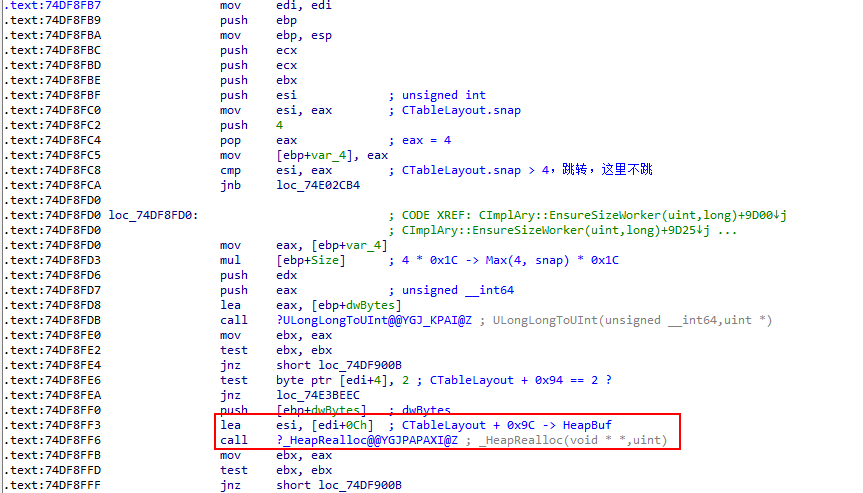 .text:74DF8FB7 mov edi, edi
.text:74DF8FB9 push ebp
.text:74DF8FBA mov ebp, esp
.text:74DF8FBC push ecx
.text:74DF8FBD push ecx
.text:74DF8FBE push ebx
.text:74DF8FBF push esi ; unsigned int
.text:74DF8FC0 mov esi, eax ; CTableLayout.snap
.text:74DF8FC2 push 4
.text:74DF8FC4 pop eax ; eax = 4
.text:74DF8FC5 mov [ebp+var_4], eax
.text:74DF8FC8 cmp esi, eax ; CTableLayout.snap > 4，跳转，这里不跳
.text:74DF8FCA jnb loc_74E02CB4
.text:74DF8FD0
.text:74DF8FD0 loc_74DF8FD0: ; CODE XREF: CImplAry::EnsureSizeWorker(uint,long)+9D00↓j
.text:74DF8FD0 ; CImplAry::EnsureSizeWorker(uint,long)+9D25↓j ...
.text:74DF8FD0 mov eax, [ebp+var_4]
.text:74DF8FD3 mul [ebp+Size] ; 4 * 0x1C -> Max(4, snap) * 0x1C
.text:74DF8FD6 push edx
.text:74DF8FD7 push eax ; unsigned __int64
.text:74DF8FD8 lea eax, [ebp+dwBytes]
.text:74DF8FDB call ?ULongLongToUInt@@YGJ_KPAI@Z ; ULongLongToUInt(unsigned __int64,uint *)
.text:74DF8FE0 mov ebx, eax
.text:74DF8FE2 test ebx, ebx
.text:74DF8FE4 jnz short loc_74DF900B
.text:74DF8FE6 test byte ptr [edi+4], 2 ; CTableLayout + 0x94 == 2 ?
.text:74DF8FEA jnz loc_74E3BEEC
.text:74DF8FF0 push [ebp+dwBytes] ; dwBytes
.text:74DF8FF3 lea esi, [edi+0Ch] ; CTableLayout + 0x9C -> HeapBuf
.text:74DF8FF6 call ?_HeapRealloc@@YGJPAPAXI@Z ; _HeapRealloc(void * *,uint)
.text:74DF8FFB mov ebx, eax
.text:74DF8FFD test ebx, ebx
.text:74DF8FFF jnz short loc_74DF900B